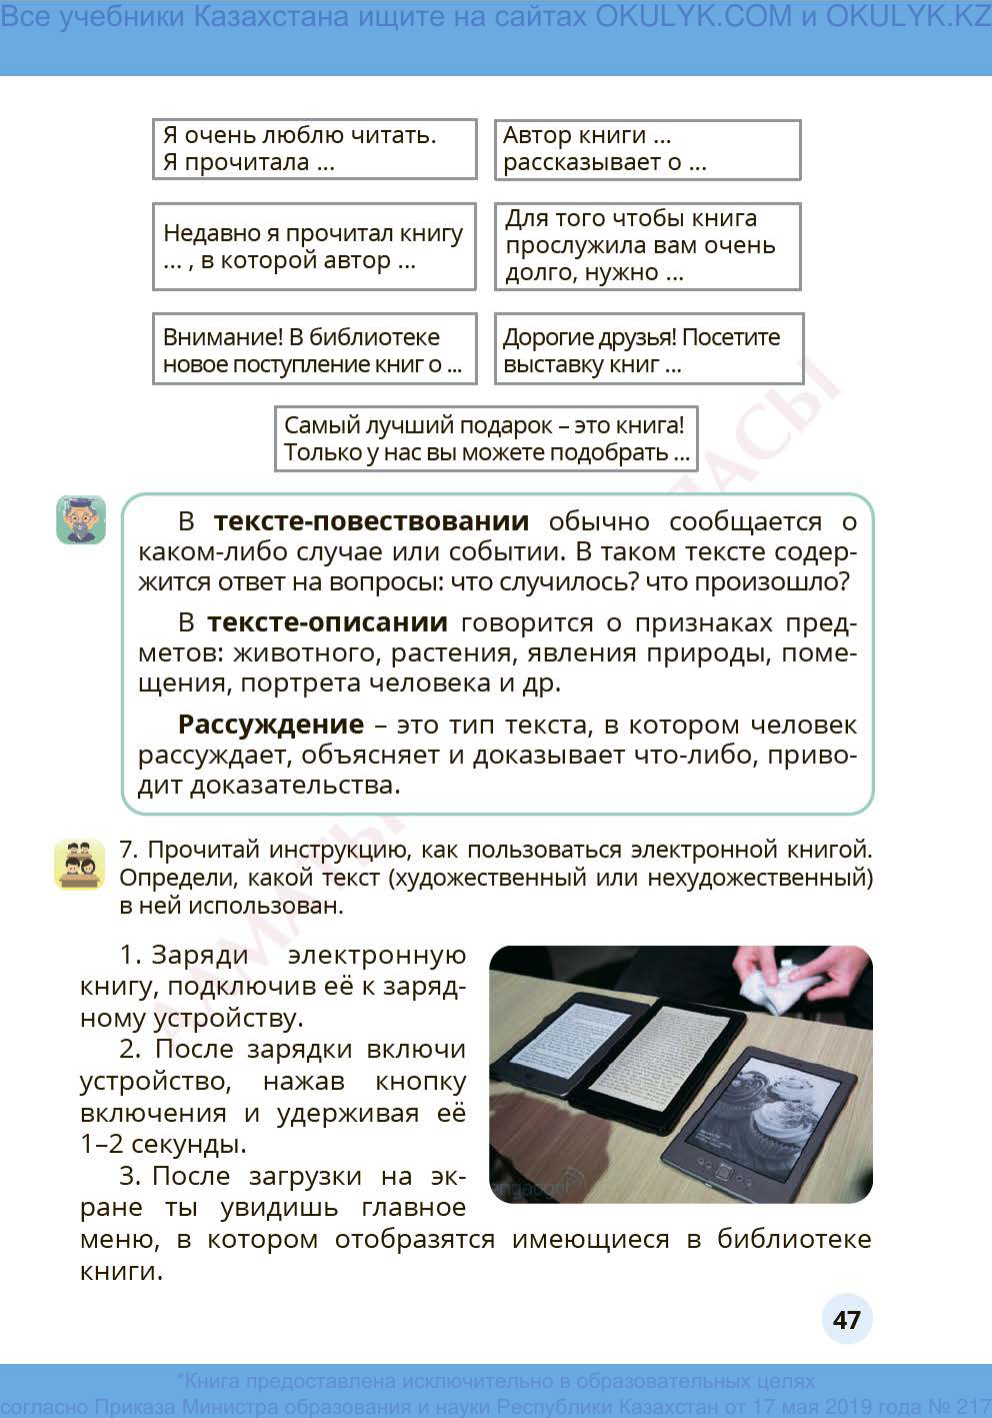 Все учебники Казахстана ищите на сайтах OKULYK.COM и OKULYK.KZ
Я очень люблю читать.
Я прочитала ...
Автор книги ...
рассказывает о ...
Недавно я прочитал книгу
... , в которой автор ...
Для того чтобы книга
прослужила вам очень
долго, нужно ...
Внимание! В библиотеке
новое поступление книг о ...
Дорогие друзья! Посетите
выставку книг ...
Самый лучший подарок – это книга!
Только у нас вы можете подобрать ...
В тексте-повествовании обычно сообщается о
каком-либо случае или событии. В таком тексте содер-
жится ответ на вопросы: что случилось? что произошло?
В тексте-описании говорится о признаках пред-
метов: животного, растения, явления природы, поме-
щения, портрета человека и др.
Рассуждение – это тип текста, в котором человек
рассуждает, объясняет и доказывает что-либо, приво-
дит доказательства.
7. Прочитай инструкцию, как пользоваться электронной книгой.
Определи, какой текст (художественный или нехудожественный)
в ней использован.
1. Заряди электронную
книгу, подключив её к заряд-
ному устройству.
2. После зарядки включи
устройство, нажав кнопку
включения и удерживая её
1–2 секунды.
3. После загрузки на эк-
ране ты увидишь главное
меню, в котором отобразятся имеющиеся в библиотеке
книги.
47
*Книга предоставлена исключительно в образовательных целях
согласно Приказа Министра образования и науки Республики Казахстан от 17 мая 2019 года № 217